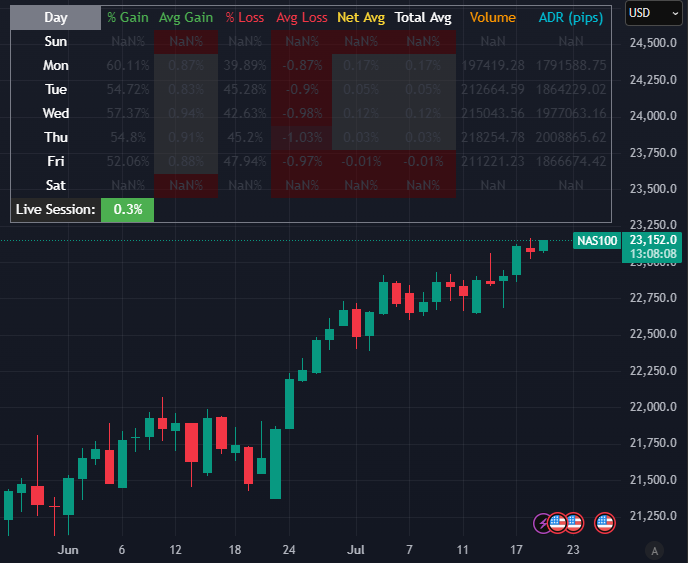 Day % Gain Avg Gain % Loss Avg Loss Net Avg Total Avg Volume ADR (pips) USD
Sun NaN% NaN% NaN% NaN% NaN% NaN% NaN NaN 24,500.0
Mon 60.11% 0.87% 39.89% -0.87% 0.17% 0.17% 197419.28 1791588.75
24,250.0
Tue 54.72% 0.83% 45.28% -0.9% 0.05% 0.05% 212664.59 1864229.02
Wed 57.37% 0.94% 42.63% -0.98% 0.12% 0.12% 215043.56 1977063.16 24,000.0
Thu 54.8% 0.91% 45.2% -1.03% 0.03% 0.03% 218254.78 2008865.62
23,750.0
Fri 52.06% 0.88% 47.94% -0.97% -0.01% -0.01% 211221.23 1866674.42
Sat NaN% NaN% NaN% NaN% NaN% NaN% NaN NaN 23,500.0
Live Session: 0.3%
23,250.0
NAS100 23,152.0
13:08:08
23,000.0
22,750.0
22,500.0
22,250.0
22,000.0
21,750.0
21,500.0
21,250.0
Jun 6 12 18 24 Jul 7 11 17 23 A